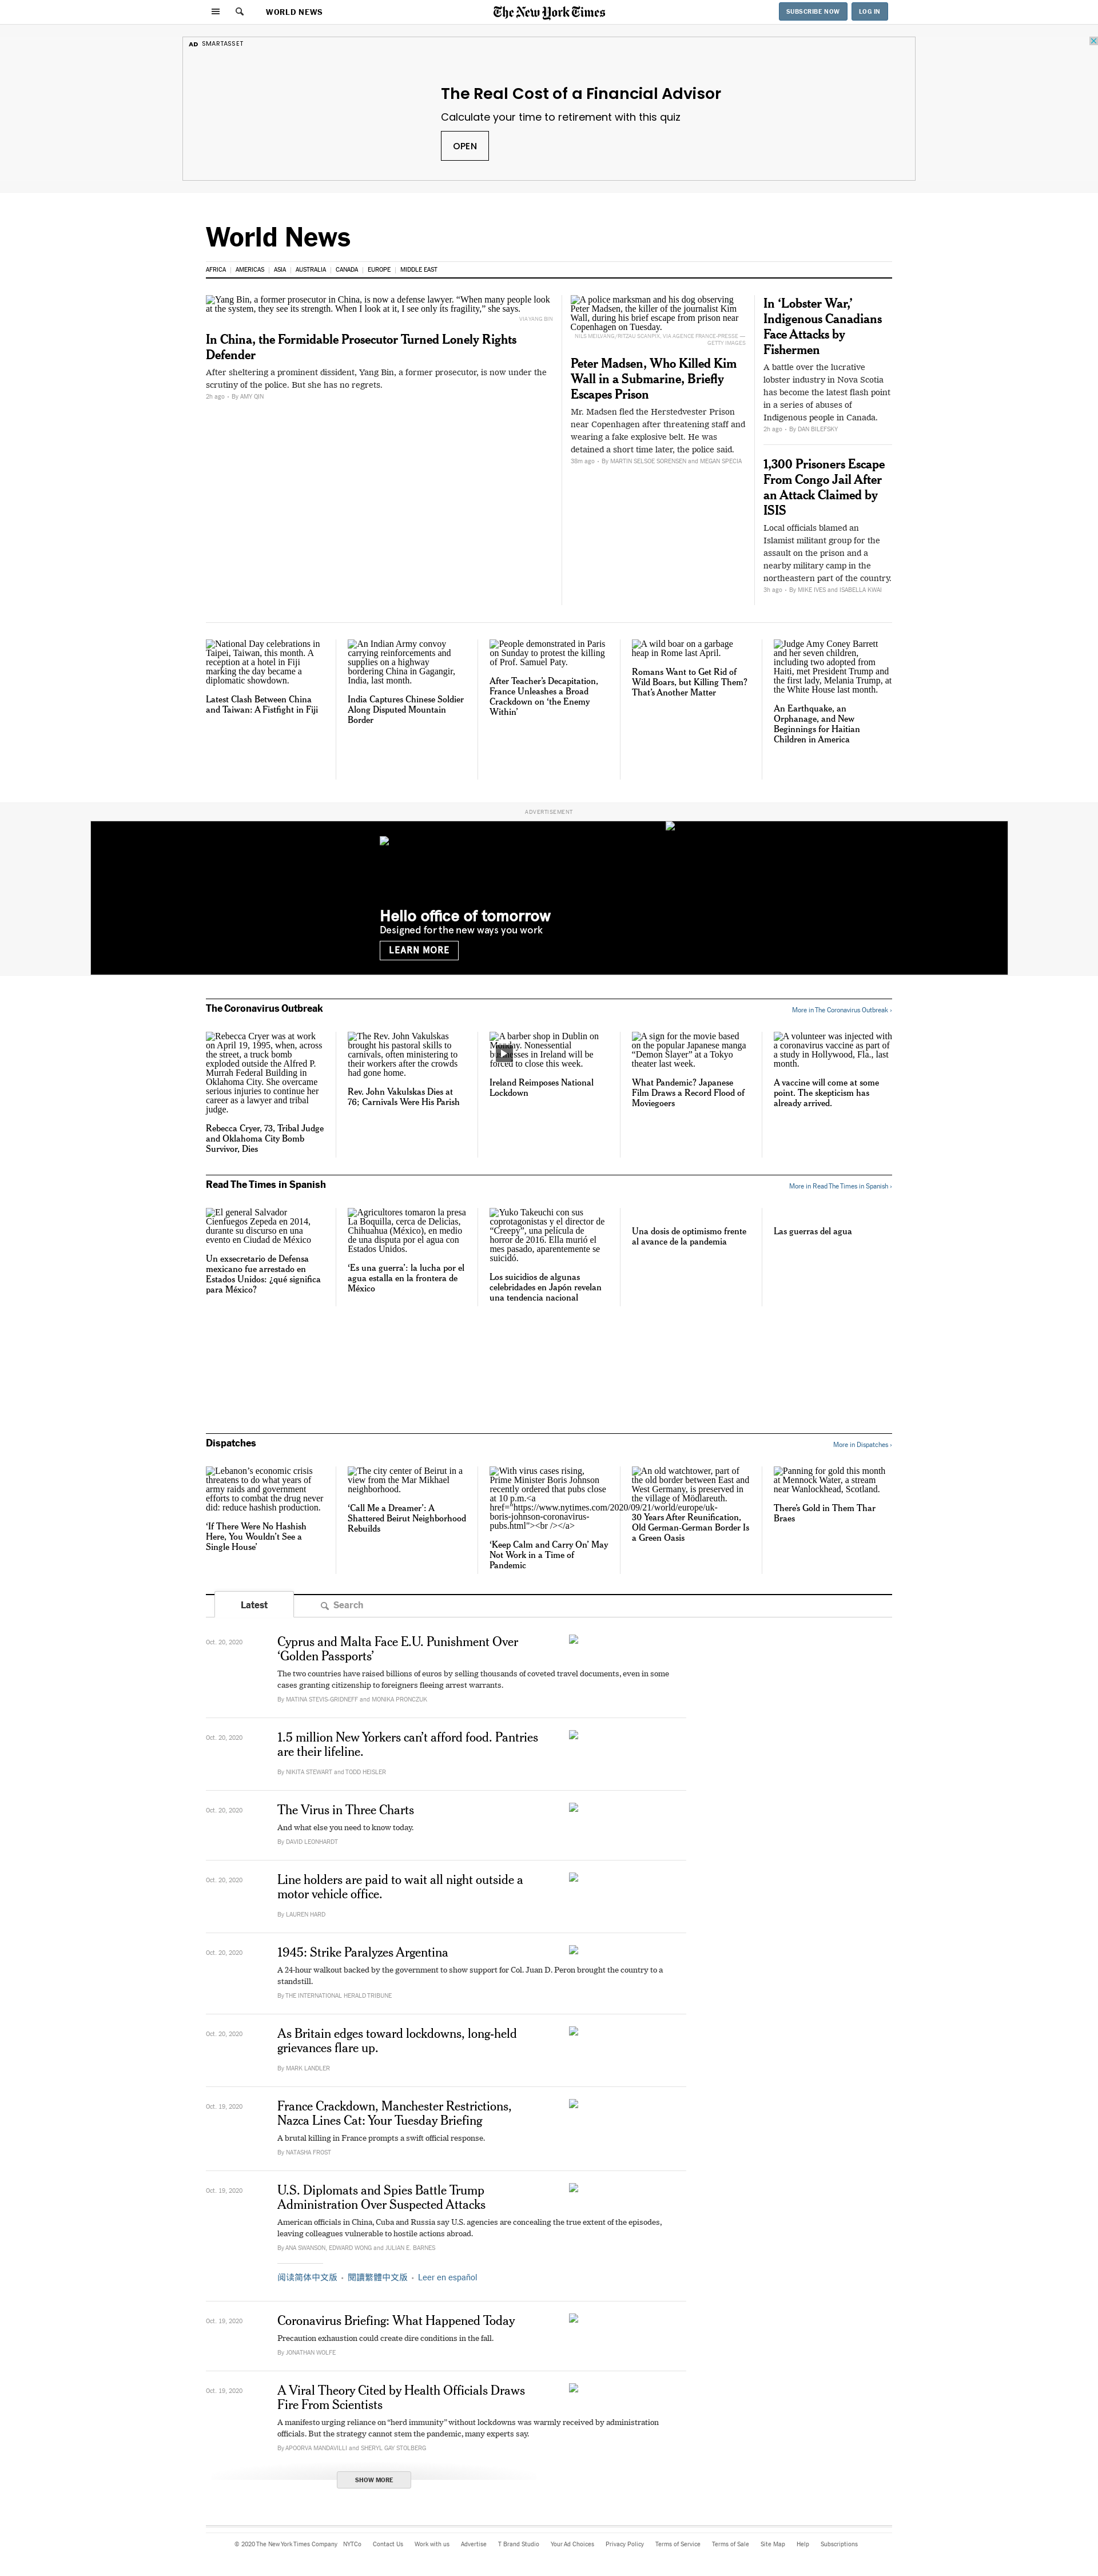 WORLD NEWS
The New York Times
SUBSCRIBE NOW
LOG IN
AD SMARTASSET
The Real Cost of a Financial Advisor
Calculate your time to retirement with this quiz
OPEN
World News
AFRICA
AMERICAS
ASIA
AUSTRALIA
CANADA
EUROPE
MIDDLE EAST
Yang Bin, a former prosecutor in China, is now a defense lawyer. “When many people look
at the system, they see its strength. When I look at it, I see only its fragility,” she says.
VIA YANG BIN
In China, the Formidable Prosecutor Turned Lonely Rights
Defender
After sheltering a prominent dissident, Yang Bin, a former prosecutor, is now under the
scrutiny of the police. But she has no regrets.
2h ago - By AMY QIN
A police marksman and his dog observing
Peter Madsen, the killer of the journalist Kim
Wall, during his brief escape from prison near
Copenhagen on Tuesday.
NILS MEILVANG/RITZAU SCANPIX, VIA AGENCE FRANCE-PRESSE —
GETTY IMAGES
Peter Madsen, Who Killed Kim
Wall in a Submarine, Briefly
Escapes Prison
Mr. Madsen fled the Herstedvester Prison
near Copenhagen after threatening staff and
wearing a fake explosive belt. He was
detained a short time later, the police said.
38m ago - By MARTIN SELSOE SORENSEN and MEGAN SPECIA
In ‘Lobster War,’
Indigenous Canadians
Face Attacks by
Fishermen
A battle over the lucrative
lobster industry in Nova Scotia
has become the latest flash point
in a series of abuses of
Indigenous people in Canada.
2h ago - By DAN BILEFSKY
1,300 Prisoners Escape
From Congo Jail After
an Attack Claimed by
ISIS
Local officials blamed an
Islamist militant group for the
assault on the prison and a
nearby military camp in the
northeastern part of the country.
3h ago - By MIKE IVES and ISABELLA KWAI
National Day celebrations in
Taipei, Taiwan, this month. A
reception at a hotel in Fiji
marking the day became a
diplomatic showdown.
Latest Clash Between China
and Taiwan: A Fistfight in Fiji
An Indian Army convoy
carrying reinforcements and
supplies on a highway
bordering China in Gagangir,
India, last month.
India Captures Chinese Soldier
Along Disputed Mountain
Border
People demonstrated in Paris
on Sunday to protest the killing
of Prof. Samuel Paty.
After Teacher’s Decapitation,
France Unleashes a Broad
Crackdown on ‘the Enemy
Within’
A wild boar on a garbage
heap in Rome last April.
Romans Want to Get Rid of
Wild Boars, but Killing Them?
That’s Another Matter
Judge Amy Coney Barrett
and her seven children,
including two adopted from
Haiti, met President Trump and
the first lady, Melania Trump, at
the White House last month.
An Earthquake, an
Orphanage, and New
Beginnings for Haitian
Children in America
ADVERTISEMENT
Hello office of tomorrow
Designed for the new ways you work
LEARN MORE
The Coronavirus Outbreak
More in The Coronavirus Outbreak ›
Rebecca Cryer was at work
on April 19, 1995, when, across
the street, a truck bomb
exploded outside the Alfred P.
Murrah Federal Building in
Oklahoma City. She overcame
serious injuries to continue her
career as a lawyer and tribal
judge.
Rebecca Cryer, 73, Tribal Judge
and Oklahoma City Bomb
Survivor, Dies
The Rev. John Vakulskas
brought his pastoral skills to
carnivals, often ministering to
their workers after the crowds
had gone home.
Rev. John Vakulskas Dies at
76; Carnivals Were His Parish
A barber shop in Dublin on
forced to close this week.
Ireland Reimposes National
Lockdown
A sign for the movie based
on the popular Japanese manga
“Demon Slayer” at a Tokyo
theater last week.
What Pandemic? Japanese
Film Draws a Record Flood of
Moviegoers
A volunteer was injected with
a coronavirus vaccine as part of
a study in Hollywood, Fla., last
month.
A vaccine will come at some
point. The skepticism has
already arrived.
Read The Times in Spanish
More in Read The Times in Spanish ›
El general Salvador
Cienfuegos Zepeda en 2014,
durante su discurso en un
evento en Ciudad de México
Un exsecretario de Defensa
mexicano fue arrestado en
Estados Unidos: ¿qué significa
para México?
Agricultores tomaron la presa
La Boquilla, cerca de Delicias,
Chihuahua (México), en medio
de una disputa por el agua con
Estados Unidos.
‘Es una guerra’: la lucha por el
agua estalla en la frontera de
México
Yuko Takeuchi con sus
coprotagonistas y el director de
“Creepy”, una película de
horror de 2016. Ella murió el
mes pasado, aparentemente se
suicidó.
Los suicidios de algunas
celebridades en Japón revelan
una tendencia nacional
Una dosis de optimismo frente
al avance de la pandemia
Las guerras del agua
Dispatches
More in Dispatches ›
Lebanon’s economic crisis
threatens to do what years of
army raids and government
efforts to combat the drug never
did: reduce hashish production.
‘If There Were No Hashish
Here, You Wouldn’t See a
Single House’
The city center of Beirut in a
view from the Mar Mikhael
neighborhood.
‘Call Me a Dreamer’: A
Shattered Beirut Neighborhood
Rebuilds
With virus cases rising,
Prime Minister Boris Johnson
recently ordered that pubs close
at 10 p.m.<a
href="https://www.nytimes.com/2020/09/21/world/europe/uk-
boris-johnson-coronavirus-
pubs.html"><br /></a>
‘Keep Calm and Carry On’ May
Not Work in a Time of
Pandemic
An old watchtower, part of
the old border between East and
West Germany, is preserved in
the village of Mödlareuth.
30 Years After Reunification,
Old German-German Border Is
a Green Oasis
Panning for gold this month
at Mennock Water, a stream
near Wanlockhead, Scotland.
There’s Gold in Them Thar
Braes
Latest
Search
Oct. 20, 2020
Cyprus and Malta Face E.U. Punishment Over
‘Golden Passports’
The two countries have raised billions of euros by selling thousands of coveted travel documents, even in some
cases granting citizenship to foreigners fleeing arrest warrants.
By MATINA STEVIS-GRIDNEFF and MONIKA PRONCZUK
Oct. 20, 2020
1.5 million New Yorkers can’t afford food. Pantries
are their lifeline.
By NIKITA STEWART and TODD HEISLER
Oct. 20, 2020
The Virus in Three Charts
And what else you need to know today.
By DAVID LEONHARDT
Oct. 20, 2020
Line holders are paid to wait all night outside a
motor vehicle office.
By LAUREN HARD
Oct. 20, 2020
1945: Strike Paralyzes Argentina
A 24-hour walkout backed by the government to show support for Col. Juan D. Peron brought the country to a
standstill.
By THE INTERNATIONAL HERALD TRIBUNE
Oct. 20, 2020
As Britain edges toward lockdowns, long-held
grievances flare up.
By MARK LANDLER
Oct. 19, 2020
France Crackdown, Manchester Restrictions,
Nazca Lines Cat: Your Tuesday Briefing
A brutal killing in France prompts a swift official response.
By NATASHA FROST
Oct. 19, 2020
U.S. Diplomats and Spies Battle Trump
Administration Over Suspected Attacks
American officials in China, Cuba and Russia say U.S. agencies are concealing the true extent of the episodes,
leaving colleagues vulnerable to hostile actions abroad.
By ANA SWANSON, EDWARD WONG and JULIAN E. BARNES
阅读简体中文版 - 閱讀繁體中文版 - Leer en español
Oct. 19, 2020
Coronavirus Briefing: What Happened Today
Precaution exhaustion could create dire conditions in the fall.
By JONATHAN WOLFE
Oct. 19, 2020
A Viral Theory Cited by Health Officials Draws
Fire From Scientists
A manifesto urging reliance on “herd immunity” without lockdowns was warmly received by administration
officials. But the strategy cannot stem the pandemic, many experts say.
By APOORVA MANDAVILLI and SHERYL GAY STOLBERG
SHOW MORE
© 2020 The New York Times Company NYTCo Contact Us Work with us Advertise T Brand Studio Your Ad Choices Privacy Policy Terms of Service Terms of Sale Site Map Help Subscriptions